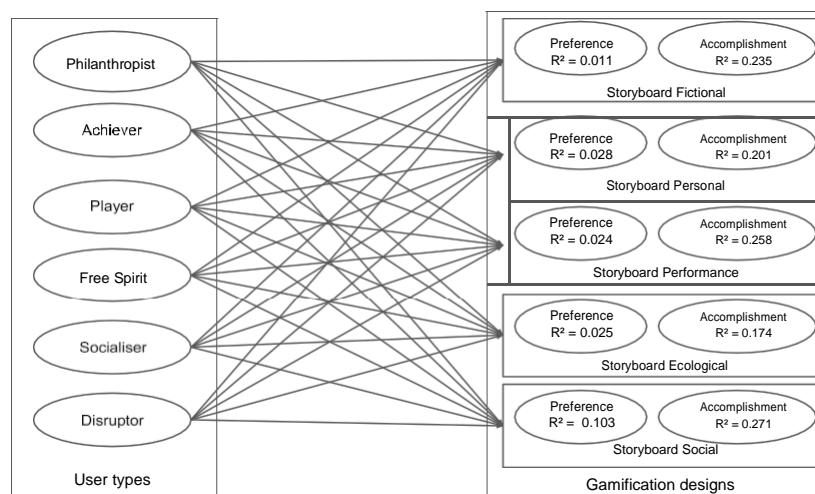 Philanthropist
Achiever
Player
Free Spirit
Socialiser
Disruptor
User types
Preference
R² = 0.011
Accomplishment
R² = 0.235
Storyboard Fictional
Preference
R² = 0.028
Accomplishment
R² = 0.201
Storyboard Personal
Preference
R² = 0.024
Accomplishment
R² = 0.258
Storyboard Performance
Preference
R² = 0.025
Accomplishment
R² = 0.174
Storyboard Ecological
Preference
R² = 0.103
Accomplishment
R² = 0.271
Storyboard Social
Gamification designs